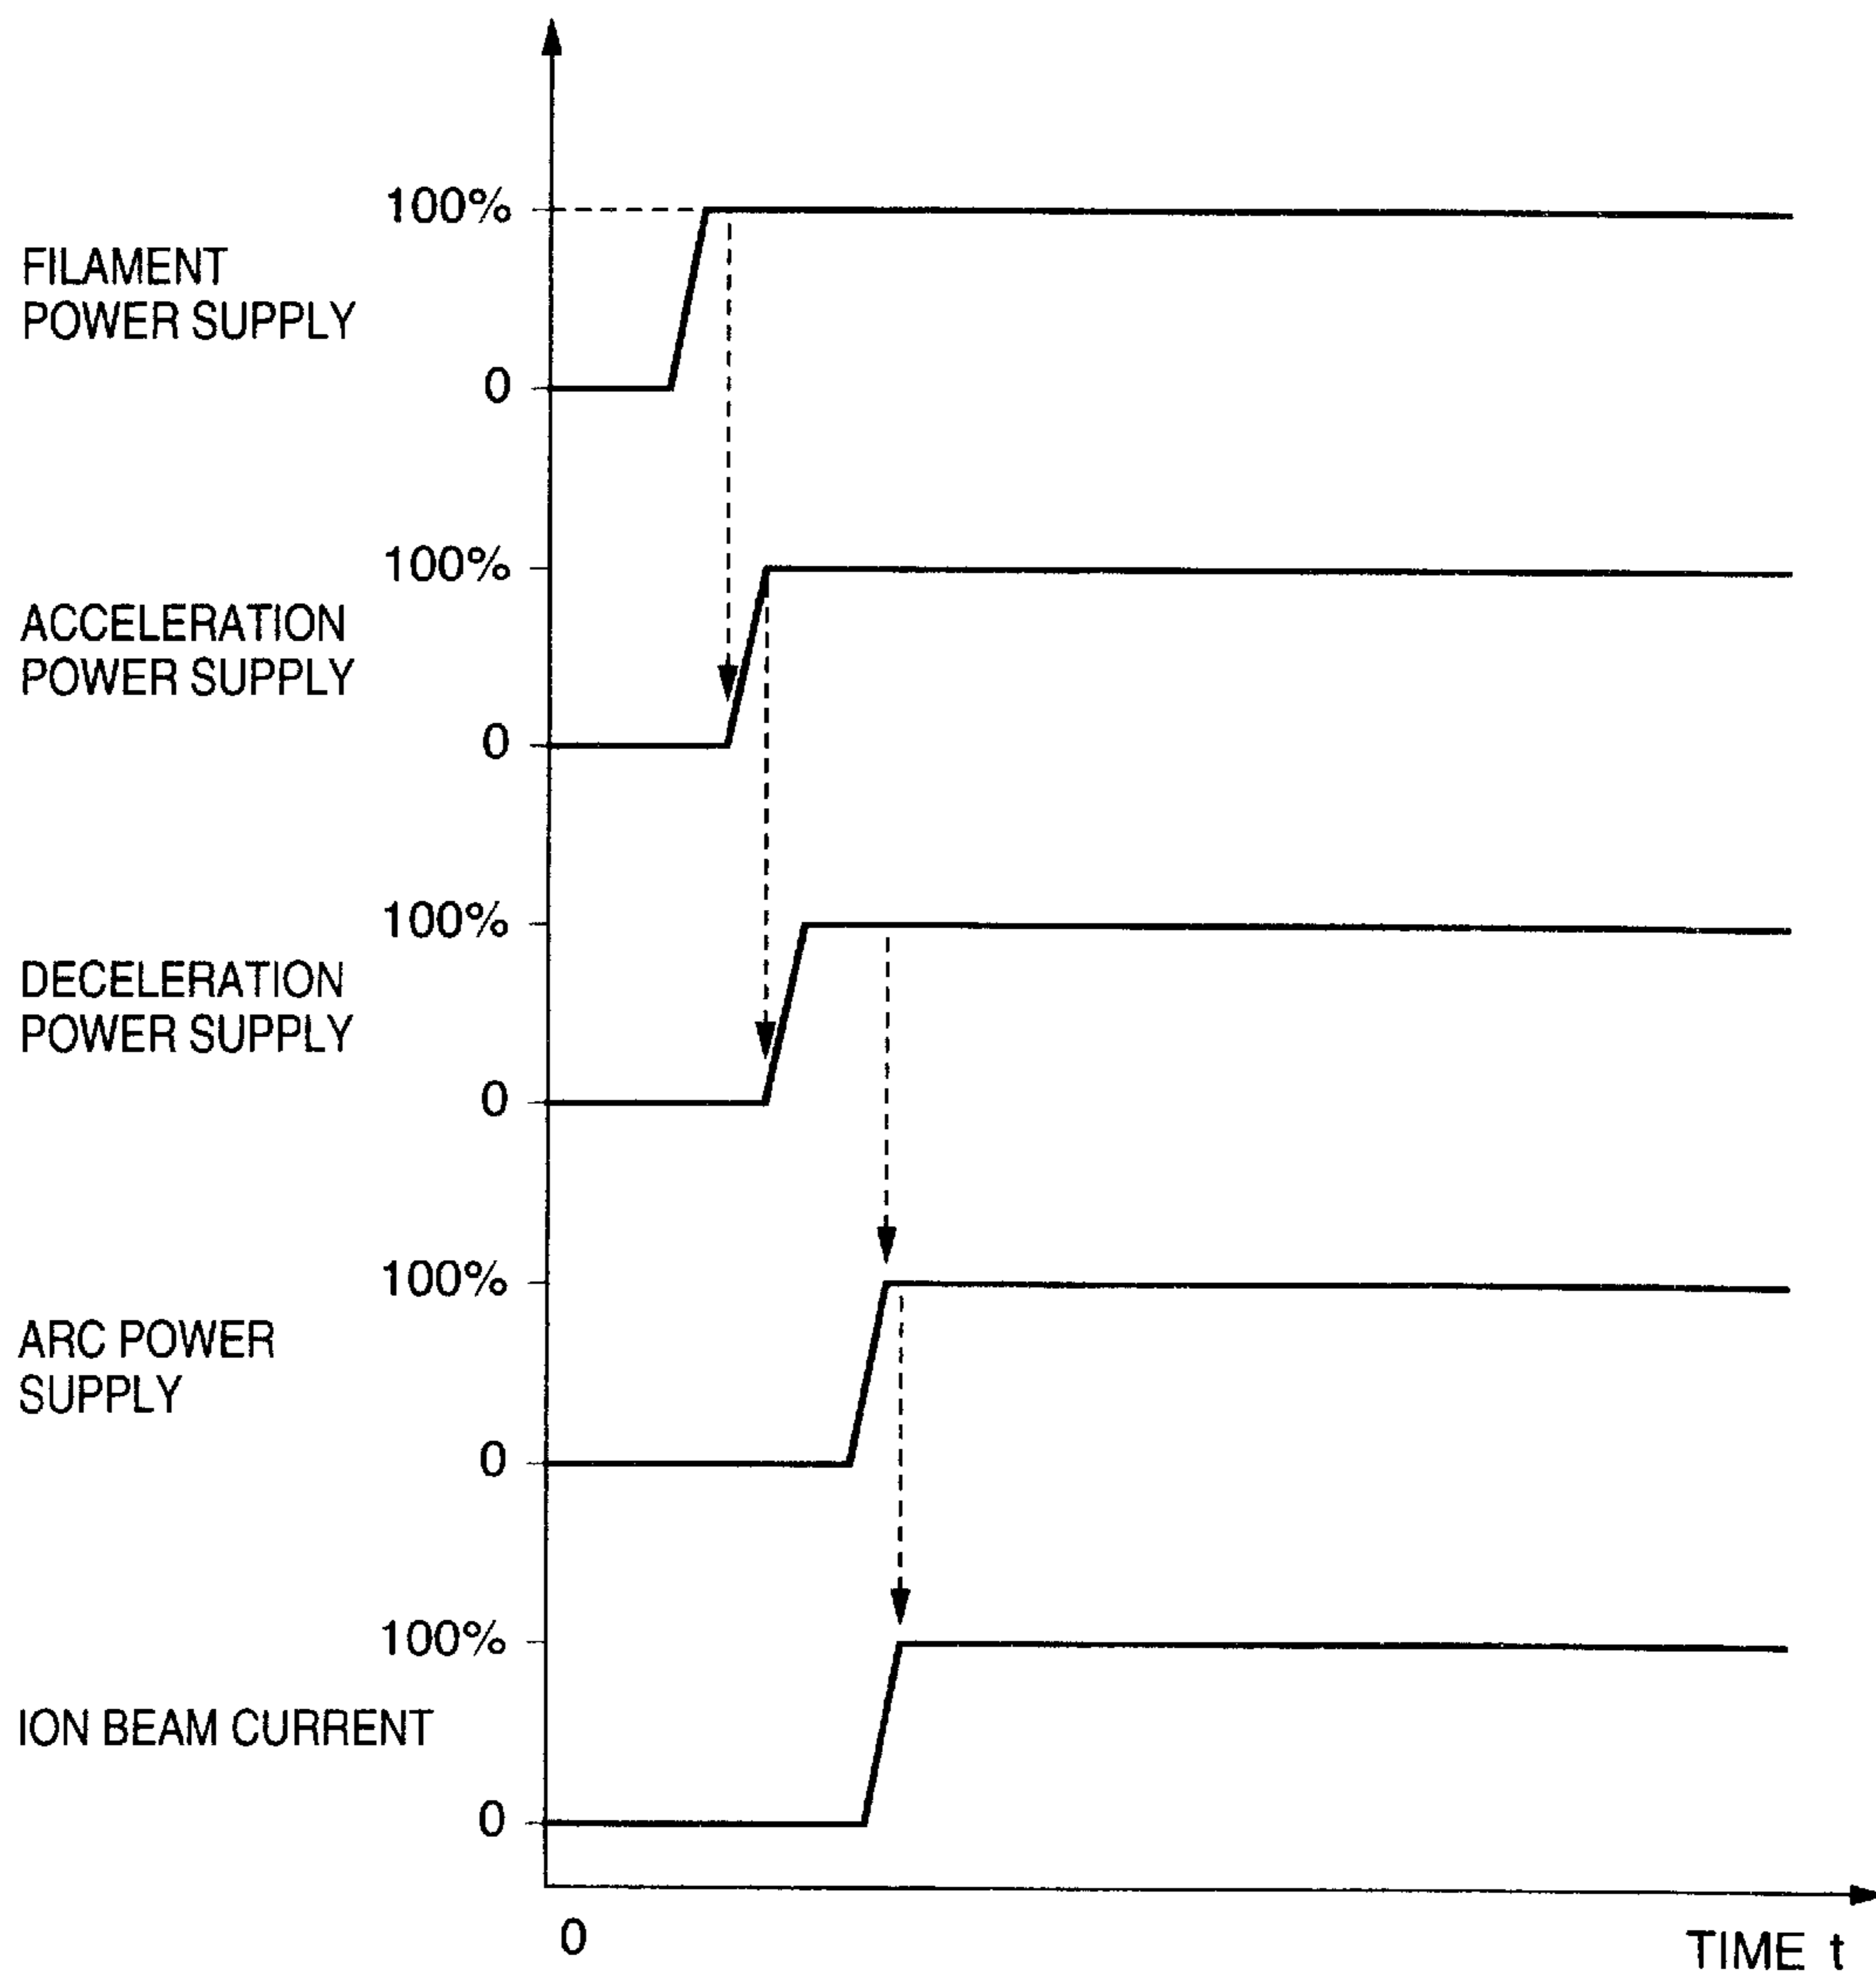 100%
FILAMENT
POWER SUPPLY
0
100%
ACCELERATION
POWER SUPPLY
0
100%
DECELERATION
POWER SUPPLY
0
100%
ARC POWER
SUPPLY
0
100%
ION BEAM CURRENT
0
0
TIME t